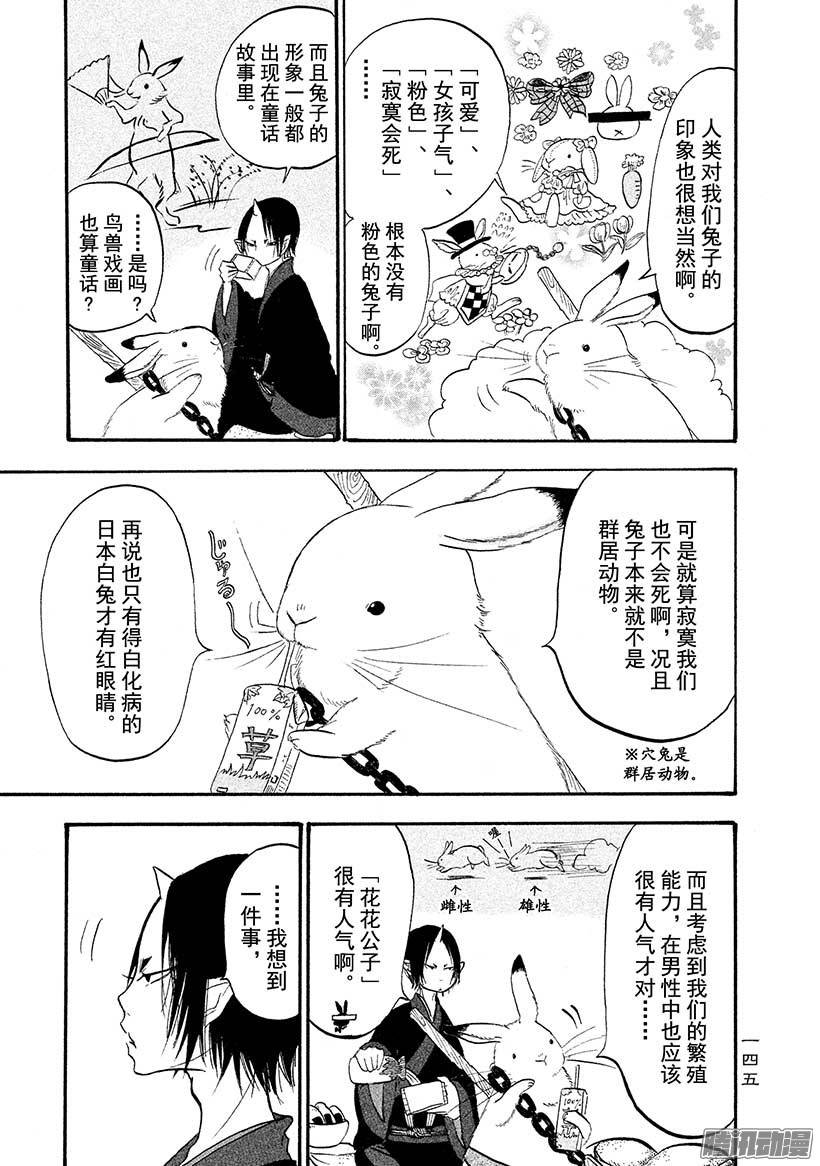 人类对我们兔子的
印象也很想当然啊。
「可爱」、
「女孩子气」、
「粉色」、
「寂寞会死」
……
根本没有
粉色的兔子啊。
而且兔子的
形象一般都
出现在童话
故事里。
……是吗？
鸟兽戏画
也算童话？
可是就算寂寞我们
也不会死啊，况且
兔子本来就不是
群居动物。
※穴兔是
群居动物。
じゅるー
100%
草
再说也只有得白化病的
日本白兔才有红眼睛。
而且考虑到我们的繁殖
能力，在男性中也应该
很有人气才对……
喔
雄性
雌性
「花花公子」
很有人气啊。
100%
……我想到
一件事，
一四五
腾讯动漫